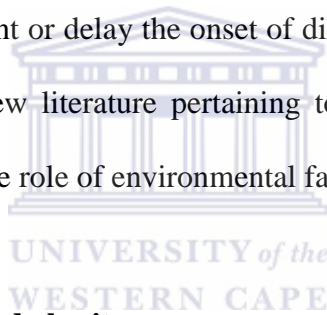 nt or delay the onset of di
ew literature pertaining to
e role of environmental fa
UNIVERSITY of the
WESTERN CAPE